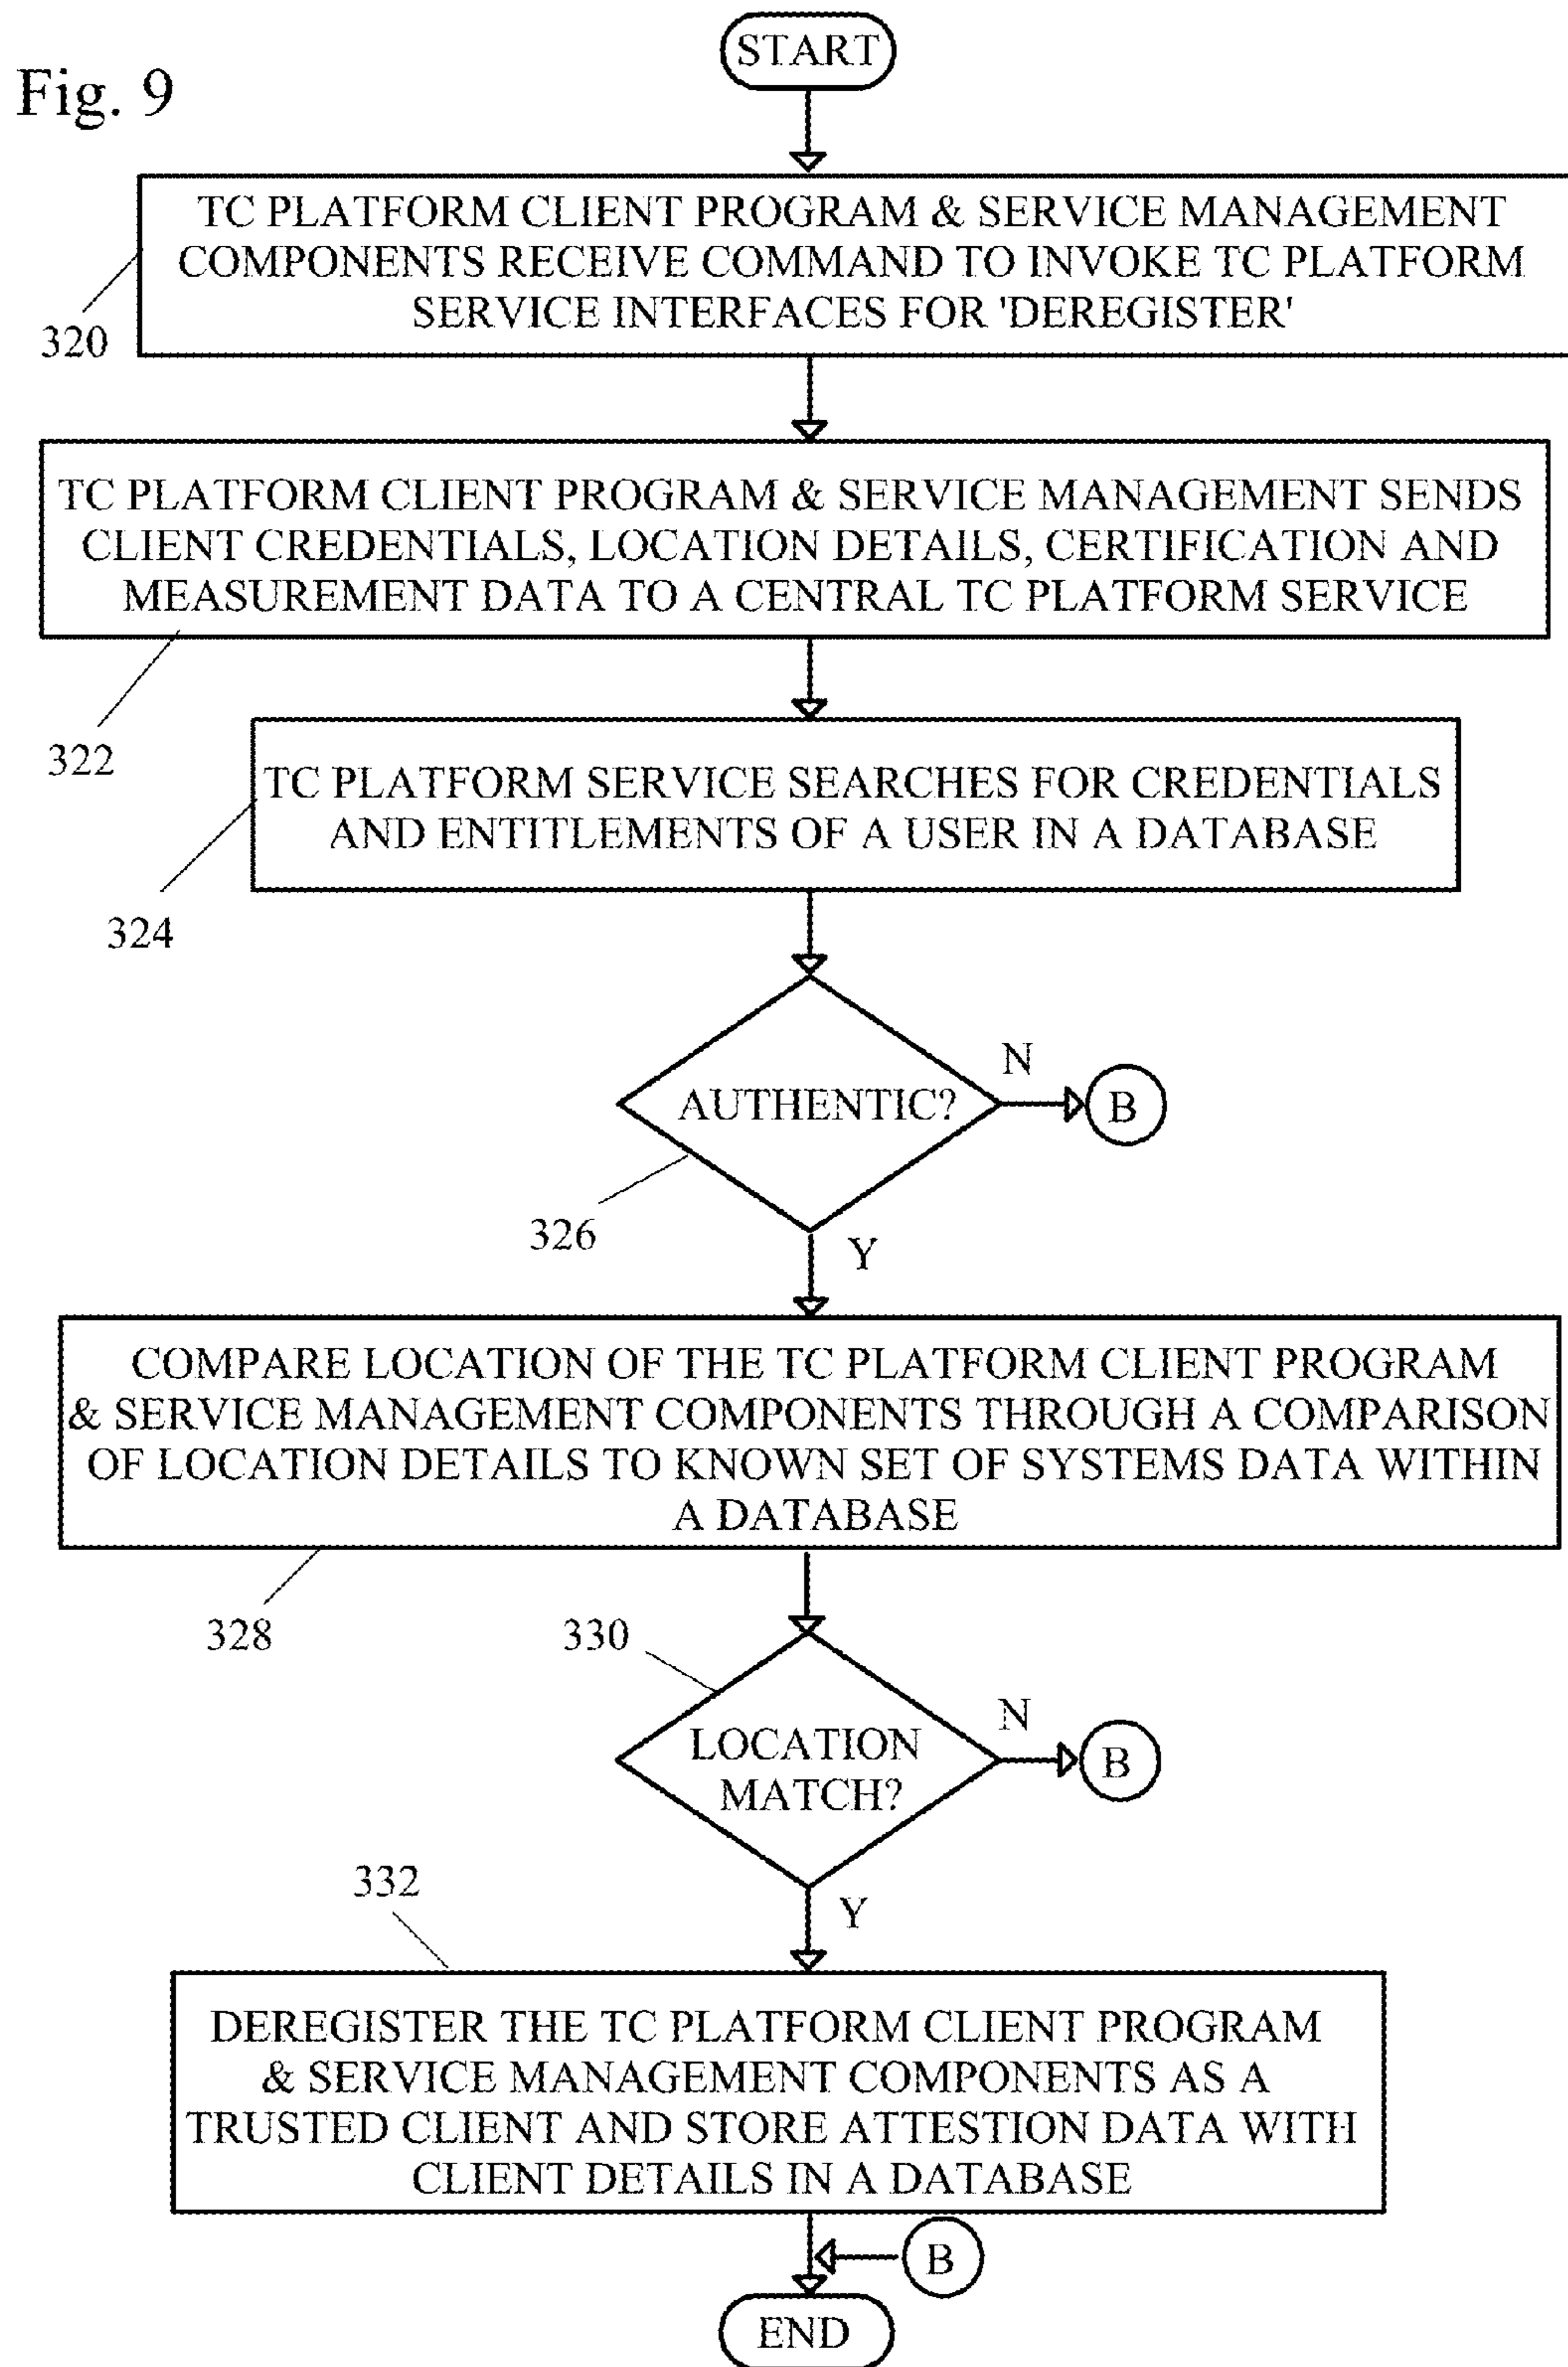 START
Fig. 9
TC PLATFORM CLIENT PROGRAM & SERVICE MANAGEMENT
COMPONENTS RECEIVE COMMAND TO INVOKE TC PLATFORM
SERVICE INTERFACES FOR 'DEREGISTER'
320
TC PLATFORM CLIENT PROGRAM & SERVICE MANAGEMENT SENDS
CLIENT CREDENTIALS, LOCATION DETAILS, CERTIFICATION AND
MEASUREMENT DATA TO A CENTRAL TC PLATFORM SERVICE
322
TC PLATFORM SERVICE SEARCHES FOR CREDENTIALS
AND ENTITLEMENTS OF A USER IN A DATABASE
324
AUTHENTIC?
N
B
326
Y
COMPARE LOCATION OF THE TC PLATFORM CLIENT PROGRAM
& SERVICE MANAGEMENT COMPONENTS THROUGH A COMPARISON
OF LOCATION DETAILS TO KNOWN SET OF SYSTEMS DATA WITHIN
A DATABASE
328
330
LOCATION
MATCH?
N
B
332
Y
DEREGISTER THE TC PLATFORM CLIENT PROGRAM
& SERVICE MANAGEMENT COMPONENTS AS A
TRUSTED CLIENT AND STORE ATTESTION DATA WITH
CLIENT DETAILS IN A DATABASE
B
END